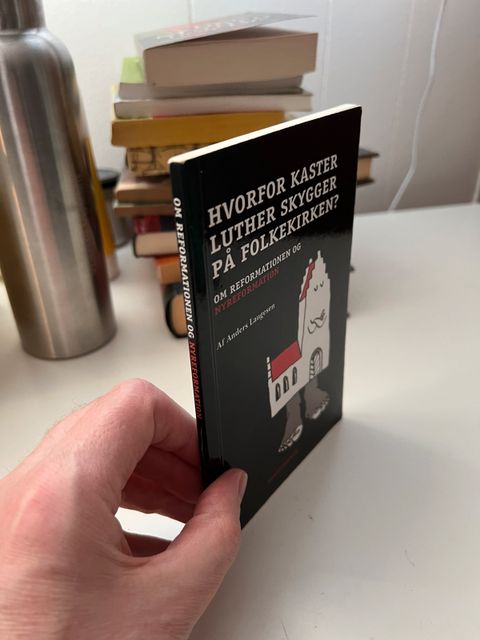 HVORFOR KASTER
LUTHER SKYGGER
PÅ FOLKEKIRKEN?
OM REFORMATIONEN OG
NYREFORMATION
Af Anders Laugesen
OM REFORMATIONEN OG NYREFORMATION